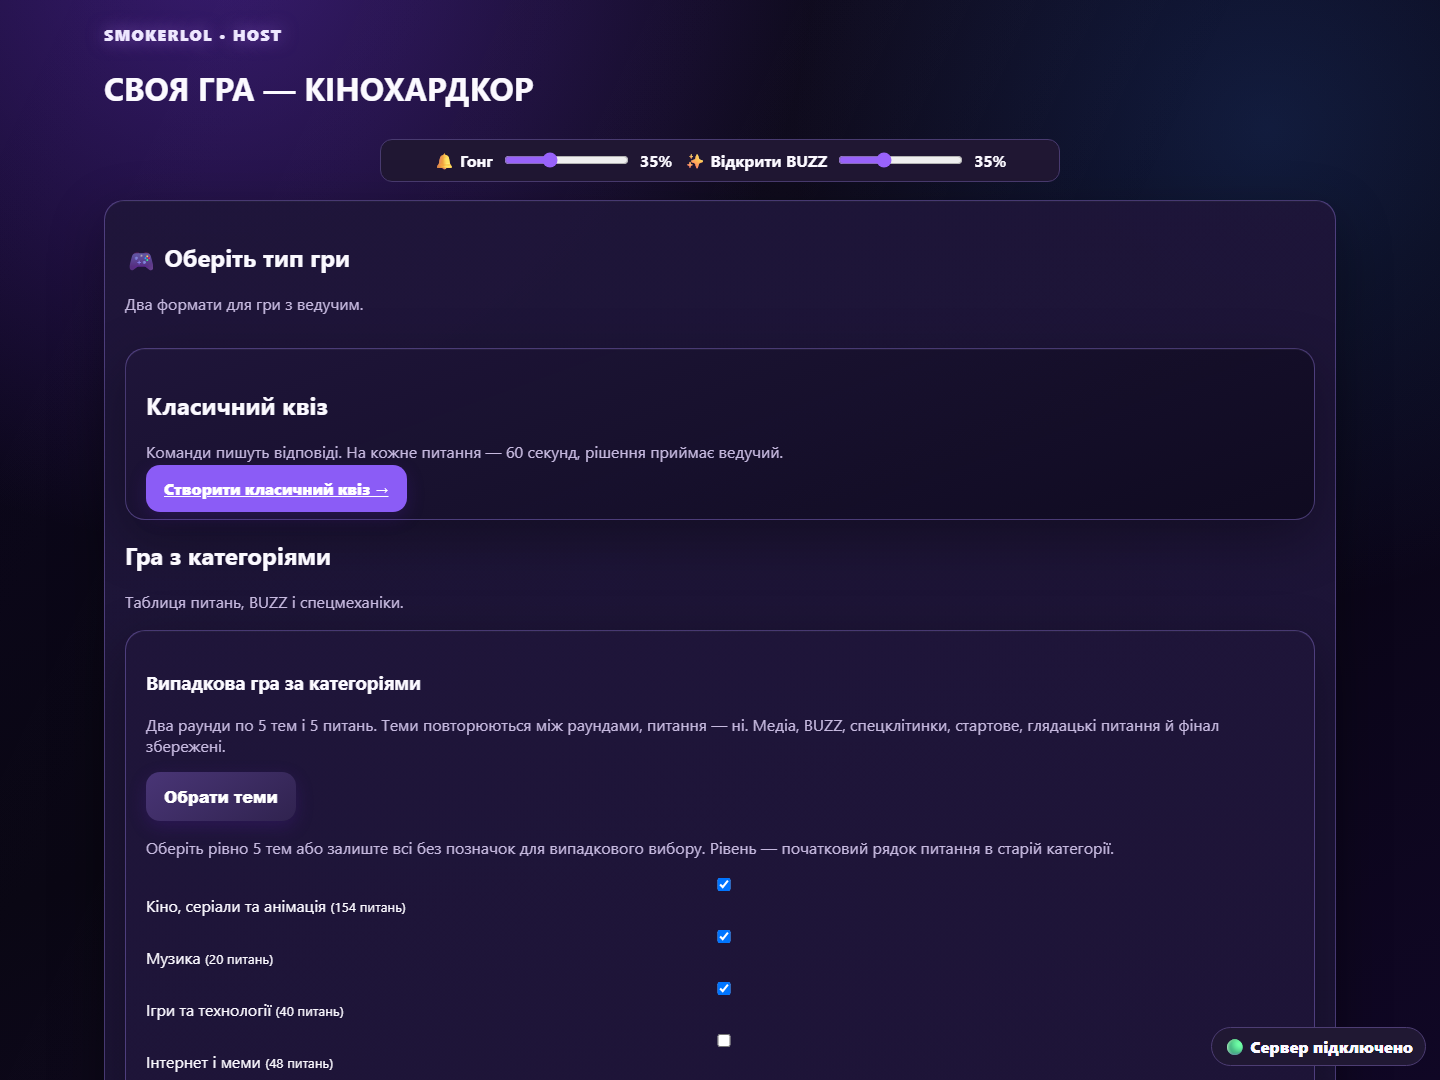 SMOKERLOL • HOST
СВОЯ ГРА — КІНОХАРДКОР
🔔 Гонг 35% ✨ Відкрити BUZZ 35%
🎮 Оберіть тип гри
Два формати для гри з ведучим.
Класичний квіз
Команди пишуть відповіді. На кожне питання — 60 секунд, рішення приймає ведучий.
Створити класичний квіз →
Гра з категоріями
Таблиця питань, BUZZ і спецмеханіки.
Випадкова гра за категоріями
Два раунди по 5 тем і 5 питань. Теми повторюються між раундами, питання — ні. Медіа, BUZZ, спецклітинки, стартове, глядацькі питання й фінал
збережені.
Обрати теми
Оберіть рівно 5 тем або залиште всі без позначок для випадкового вибору. Рівень — початковий рядок питання в старій категорії.
Кіно, серіали та анімація (154 питань)
Музика (20 питань)
Ігри та технології (40 питань)
Інтернет і меми (48 питань)
Сервер підключено